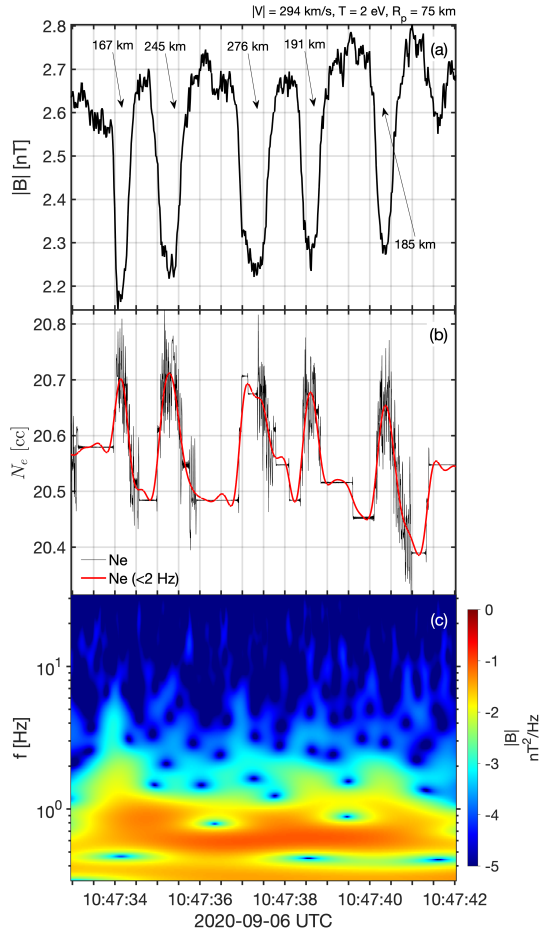 |V| = 294 km/s, T = 2 eV, Rp = 75 km
2.8
2.7
2.6
2.5
2.4
2.3
2.2
|B| [nT]
167 km
245 km
276 km
191 km
(a)
185 km
20.8
20.7
20.6
20.5
20.4
Ne [cc]
(b)
Ne
Ne (<2 Hz)
(c)
10^1
10^0
f [Hz]
0
-1
-2
-3
-4
-5
|B|
nT^2/Hz
10:47:34 10:47:36 10:47:38 10:47:40 10:47:42
2020-09-06 UTC